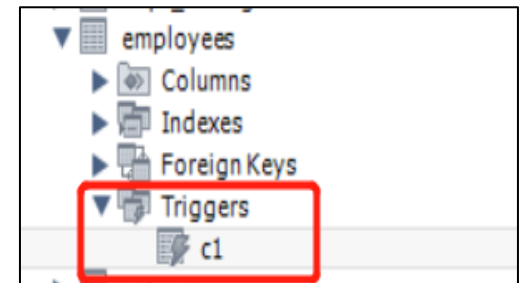 employees
Columns
Indexes
Foreign Keys
Triggers
c1